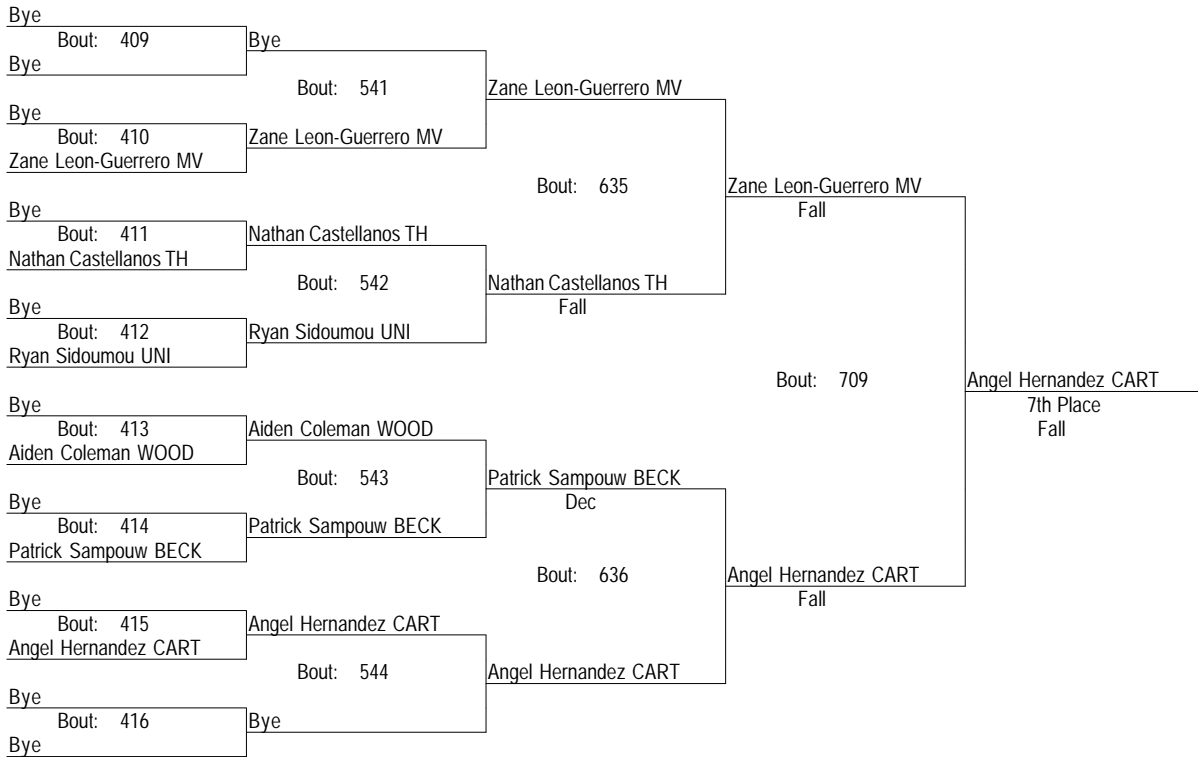 Bye
Bout: 409
Bye
Bye
Bout: 541
Zane Leon-Guerrero MV
Bye
Bout: 410
Zane Leon-Guerrero MV
Zane Leon-Guerrero MV
Bout: 635
Zane Leon-Guerrero MV
Fall
Bye
Bout: 411
Nathan Castellanos TH
Nathan Castellanos TH
Bout: 542
Nathan Castellanos TH
Fall
Bye
Bout: 412
Ryan Sidoumou UNI
Ryan Sidoumou UNI
Bout: 709
Angel Hernandez CART
7th Place
Fall
Bye
Bout: 413
Aiden Coleman WOOD
Aiden Coleman WOOD
Bout: 543
Patrick Sampouw BECK
Dec
Bye
Bout: 414
Patrick Sampouw BECK
Patrick Sampouw BECK
Bout: 636
Angel Hernandez CART
Fall
Bye
Bout: 415
Angel Hernandez CART
Angel Hernandez CART
Bout: 544
Angel Hernandez CART
Bye
Bout: 416
Bye
Bye